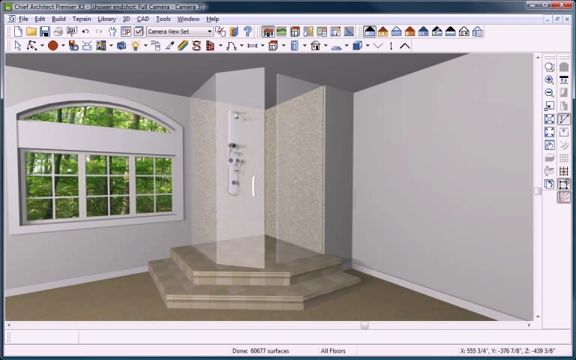 Chief Architect Premier X1 - [shower endshot: Full Camera - Camera]
File Edit Build Terrain Library 3D CAD Tools Window Help
Camera View Set
Done: 60677 surfaces
All Floors
X: 555 3/4", Y: -376 7/8", Z: -439 3/8"